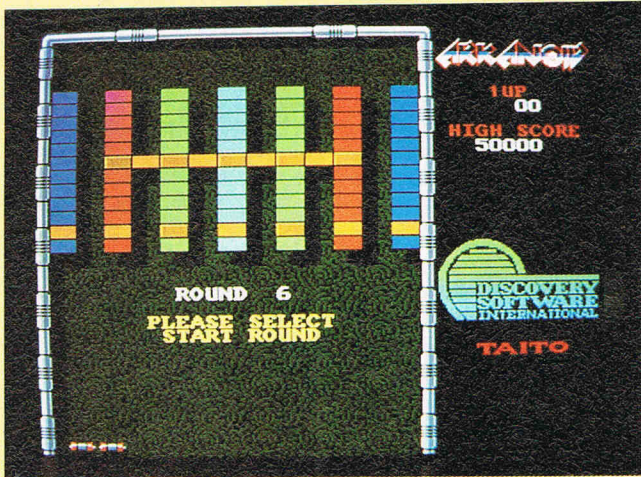 ARKANOID
1UP
00
HIGH SCORE
50000
ROUND 6
PLEASE SELECT
START ROUND
DISCOVERY
SOFTWARE
INTERNATIONAL
TAITO